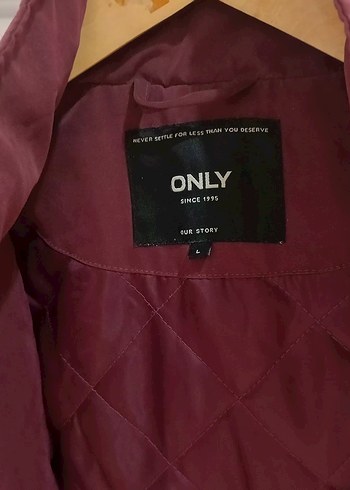 NEVER SETTLE FOR LESS THAN YOU DESERVE
ONLY
SINCE 1995
OUR STORY
L